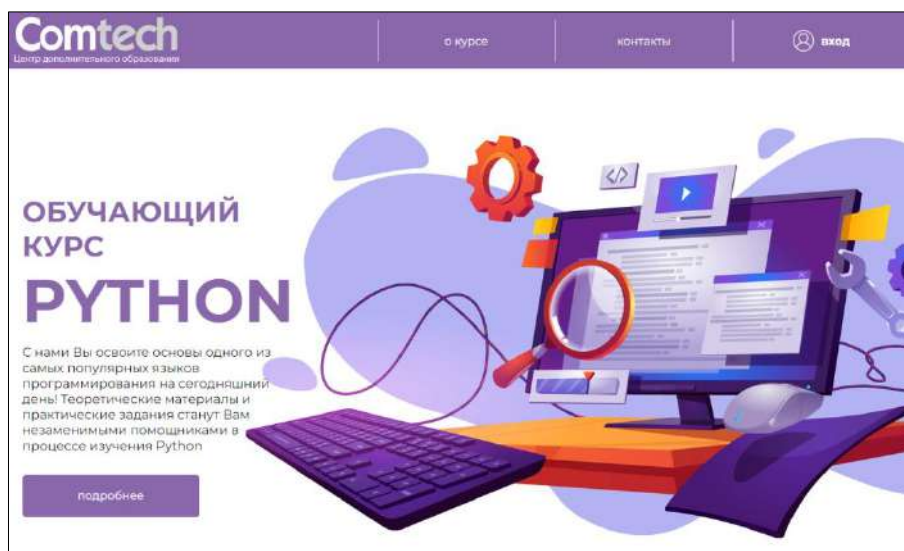 Comtech
Центр дополнительного образования
о курсе
контакты
вход
ОБУЧАЮЩИЙ
КУРС
PYTHON
С нами Вы освоите основы одного из
самых популярных языков
программирования на сегодняшний
день! Теоретические материалы и
практические задания станут Вам
незаменимыми помощниками в
процессе изучения Python
подробнее
</>